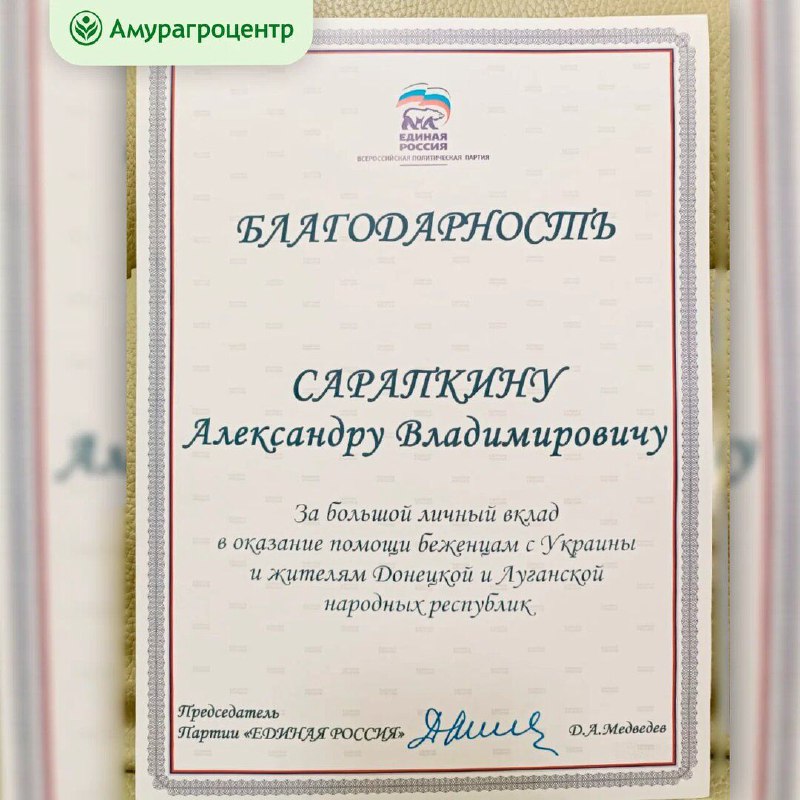 Амурагроцентр
ЕДИНАЯ
РОССИЯ
ВСЕРОССИЙСКАЯ ПОЛИТИЧЕСКАЯ ПАРТИЯ
БЛАГОДАРНОСТЬ
САРАПКИНУ
Александру Владимировичу
За большой личный вклад
в оказание помощи беженцам с Украины
и жителям Донецкой и Луганской
народных республик
Председатель
Партии «ЕДИНАЯ РОССИЯ» Д.А.Медведев